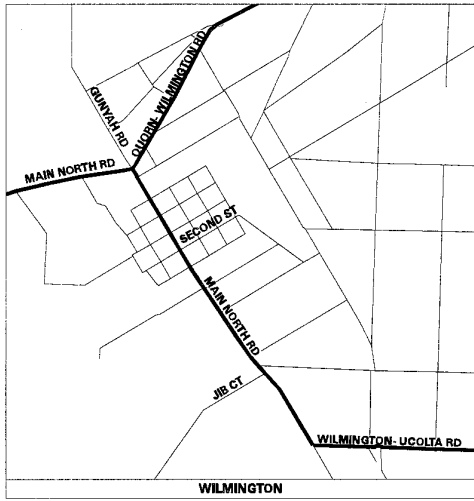 QUORN- WILMINGTON RD
GUNYAH RD
MAIN NORTH RD
SECOND ST
MAIN NORTH RD
JIB CT
WILMINGTON- UCOLTA RD
WILMINGTON